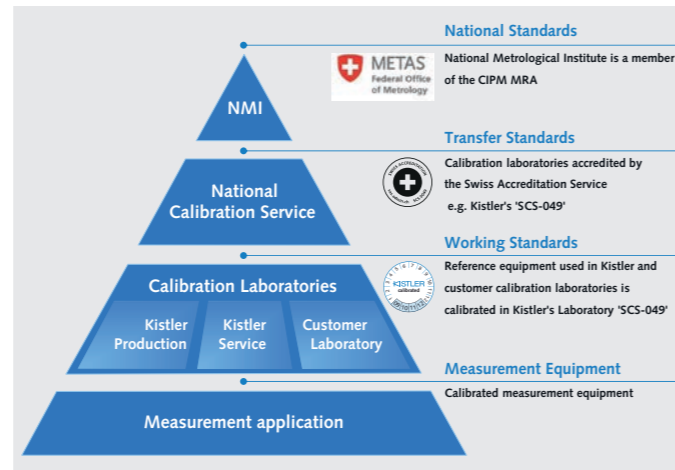 National Standards
METAS
Federal Office
of Metrology
National Metrological Institute is a member
of the CIPM MRA
NMI
Transfer Standards
Calibration laboratories accredited by
the Swiss Accreditation Service
e.g. Kistler's 'SCS-049'
National
Calibration Service
Working Standards
Reference equipment used in Kistler and
customer calibration laboratories is
calibrated in Kistler's Laboratory 'SCS-049'
KISTLER
calibrated
Calibration Laboratories
Kistler
Production
Kistler
Service
Customer
Laboratory
Measurement Equipment
Calibrated measurement equipment
Measurement application